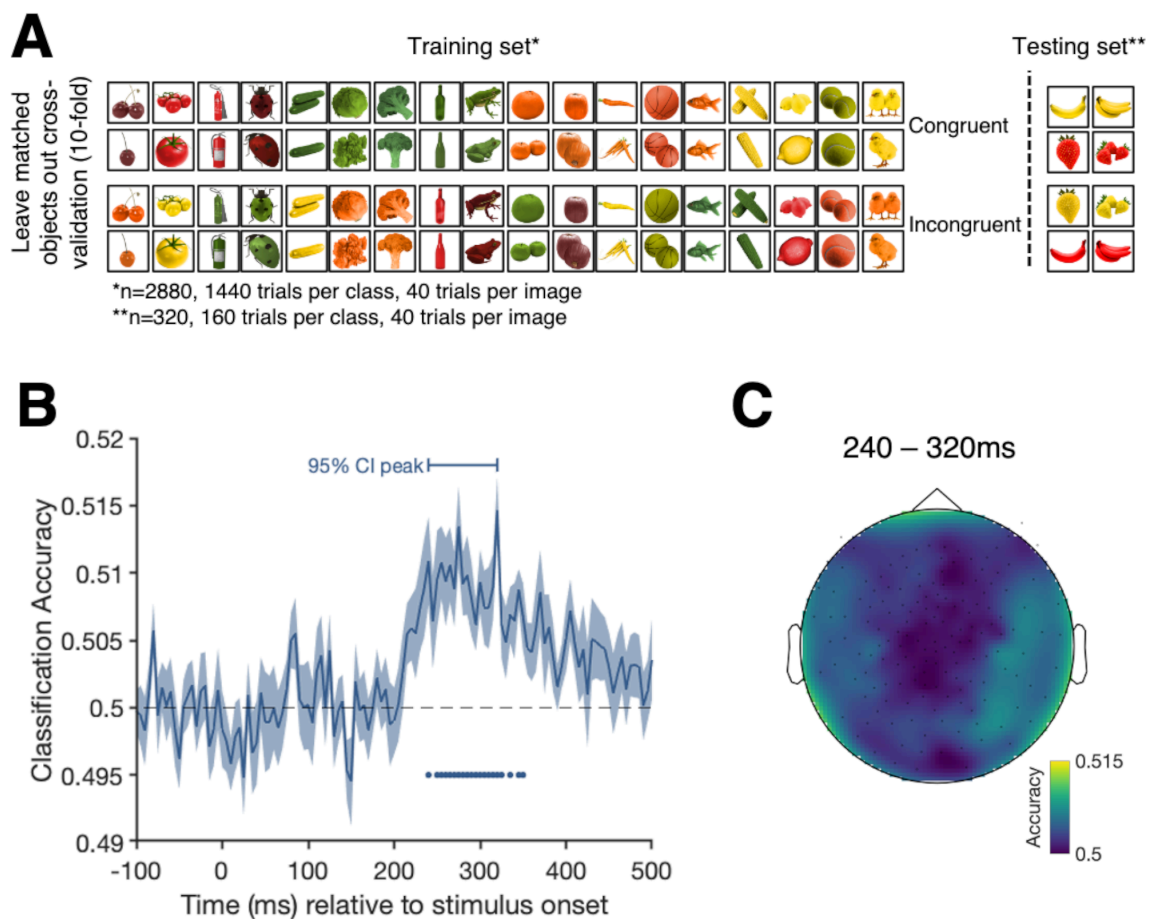 A
Training set*
Testing set**
Leave matched
objects out cross-
validation (10-fold)
Congruent
Incongruent
*n=2880, 1440 trials per class, 40 trials per image
**n=320, 160 trials per class, 40 trials per image
B
0.52
0.515
0.51
0.505
0.5
0.495
0.49
Classification Accuracy
95% CI peak
-100
0
100
200
300
400
500
Time (ms) relative to stimulus onset
C
240 – 320ms
Accuracy
0.515
0.5